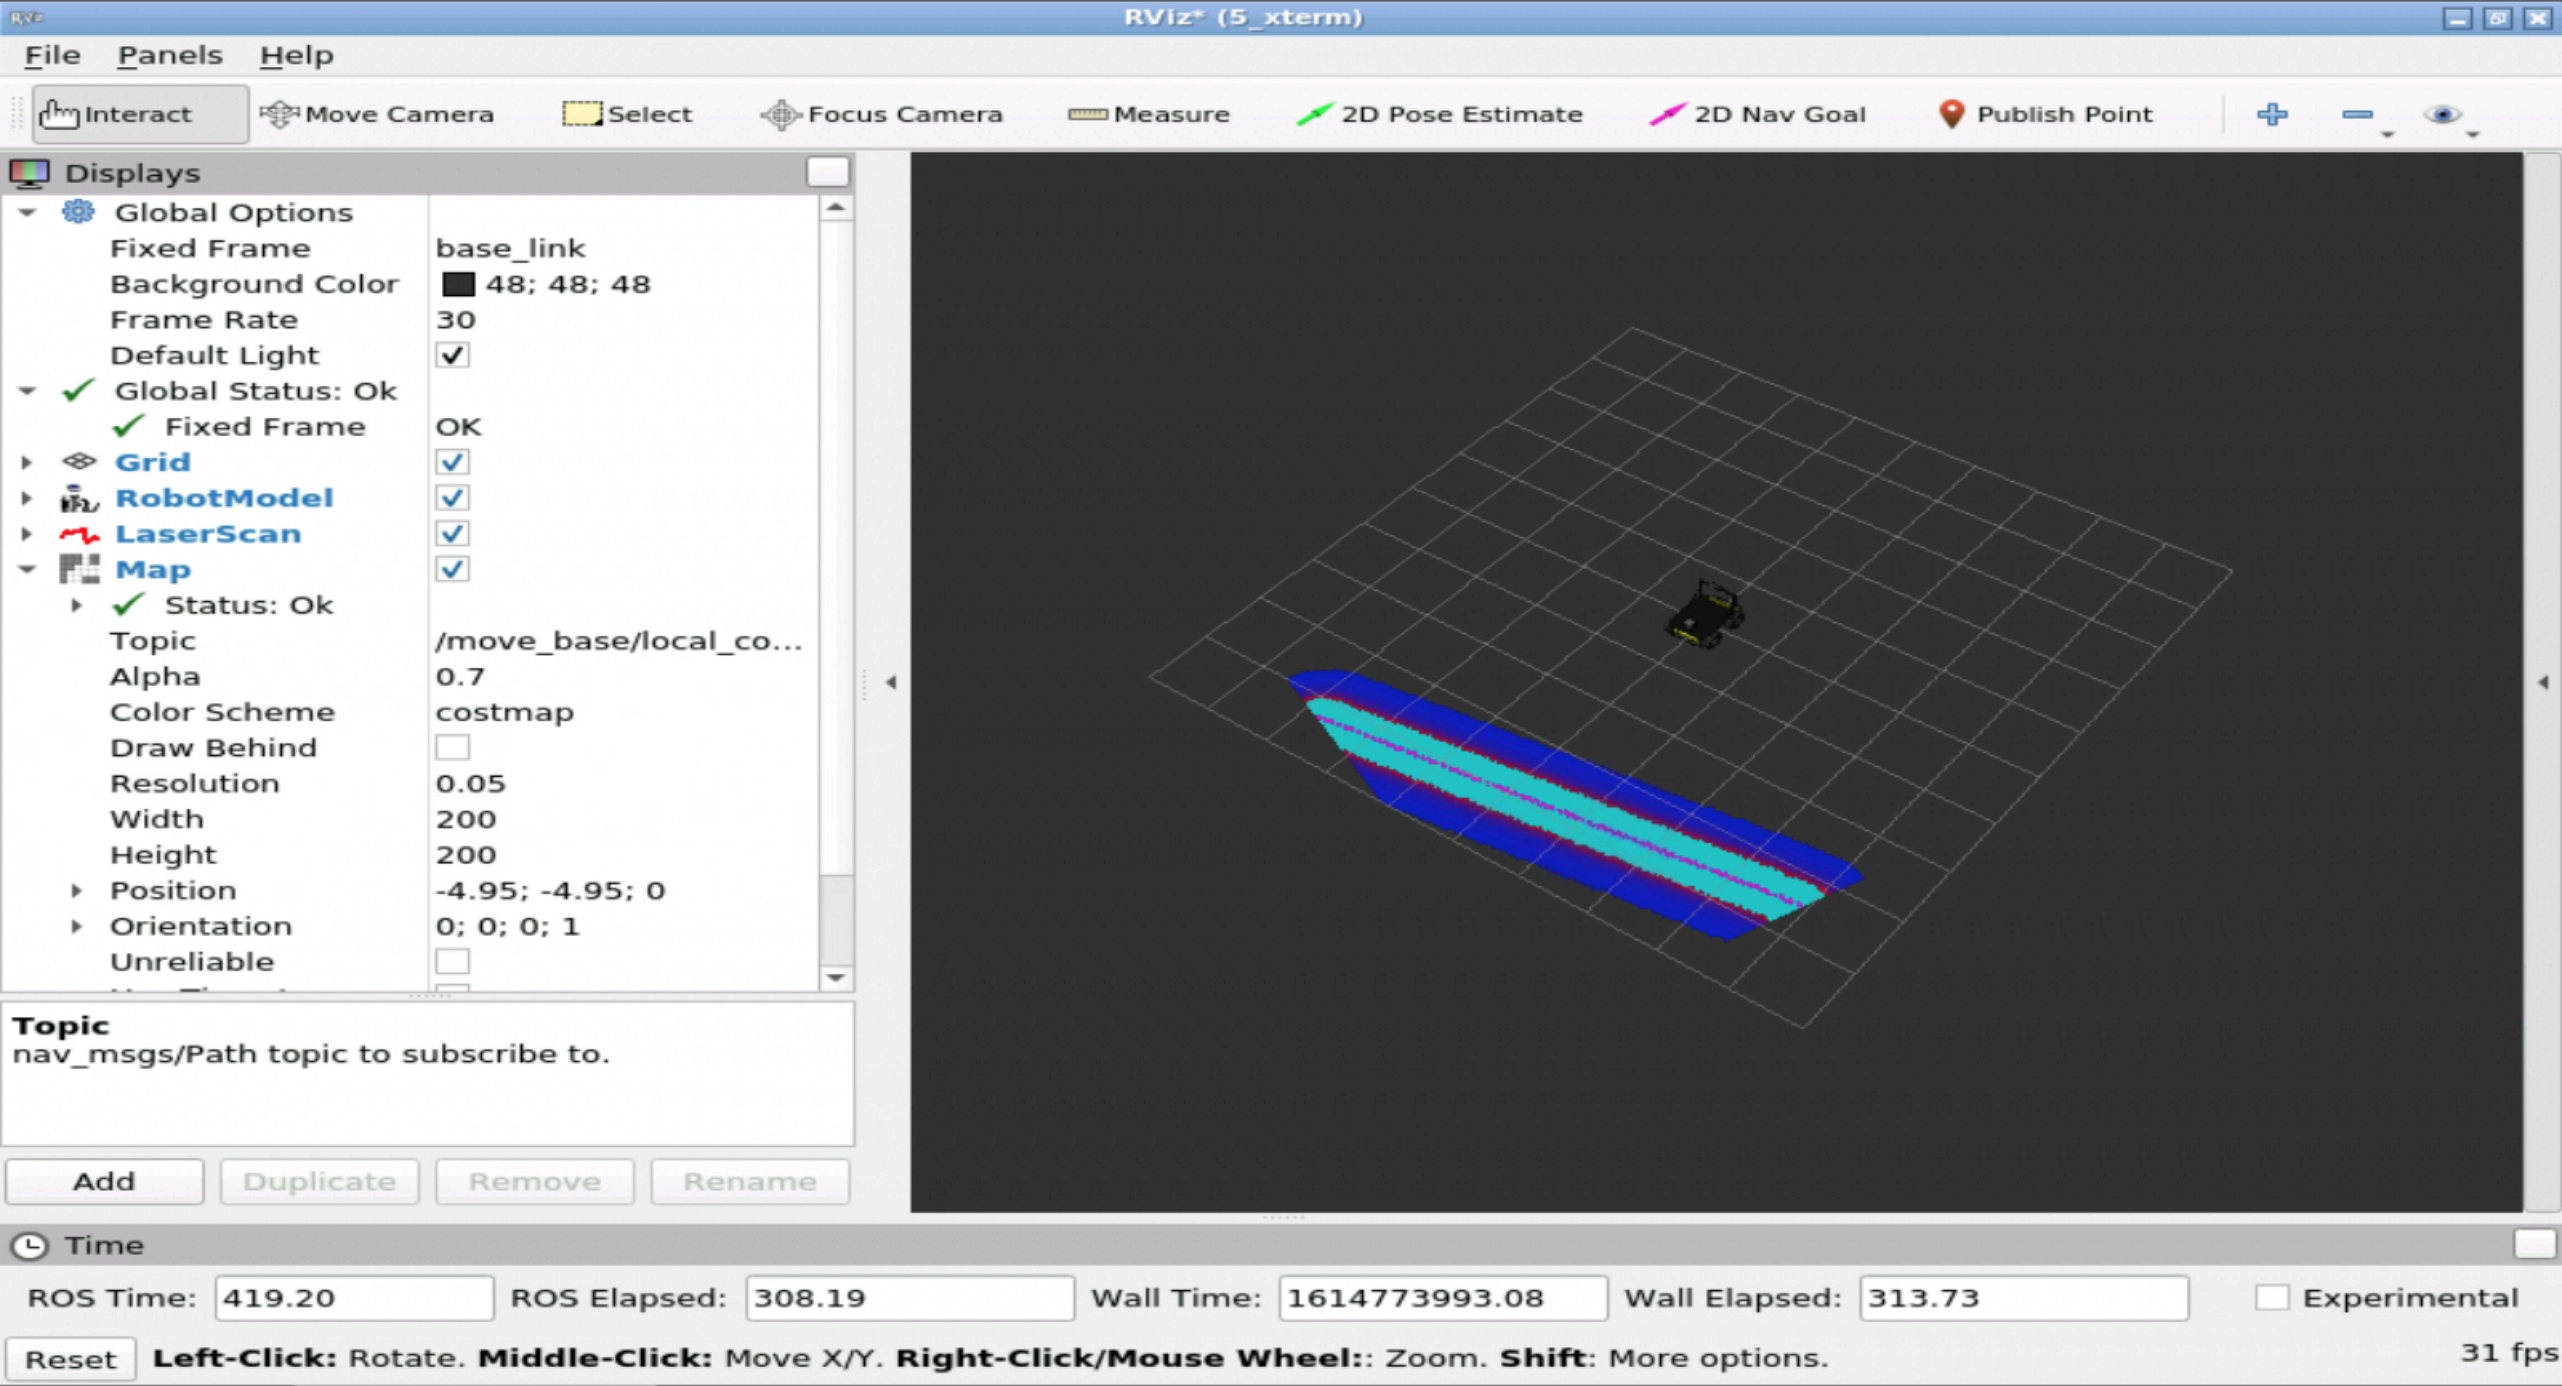 RViz
RViz* (5_xterm)
File Panels Help
Interact Move Camera Select Focus Camera Measure 2D Pose Estimate 2D Nav Goal Publish Point
Displays
Global Options
Fixed Frame base_link
Background Color 48; 48; 48
Frame Rate 30
Default Light
Global Status: Ok
Fixed Frame OK
Grid
RobotModel
LaserScan
Map
Status: Ok
Topic /move_base/local_co...
Alpha 0.7
Color Scheme costmap
Draw Behind
Resolution 0.05
Width 200
Height 200
Position -4.95; -4.95; 0
Orientation 0; 0; 0; 1
Unreliable
Topic
nav_msgs/Path topic to subscribe to.
Add Duplicate Remove Rename
Time
ROS Time: 419.20 ROS Elapsed: 308.19 Wall Time: 1614773993.08 Wall Elapsed: 313.73 Experimental
Reset Left-Click: Rotate. Middle-Click: Move X/Y. Right-Click/Mouse Wheel:: Zoom. Shift: More options. 31 fps